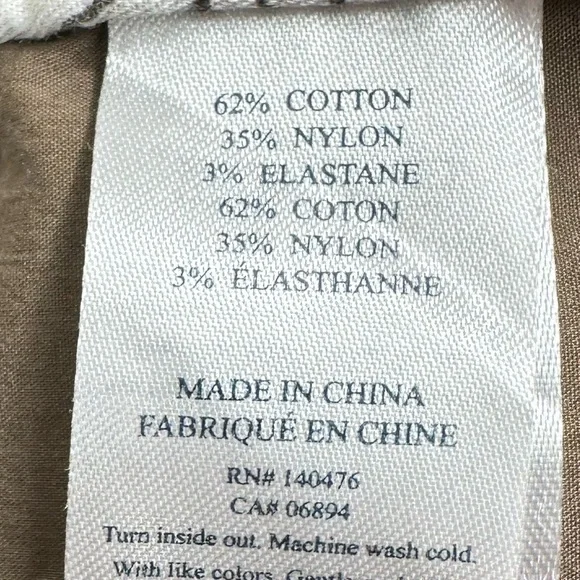 62% COTTON
35% NYLON
3% ELASTANE
62% COTON
35% NYLON
3% ÉLASTHANNE
MADE IN CHINA
FABRIQUÉ EN CHINE
RN# 140476
CA# 06894
Turn inside out. Machine wash cold.
With like colors.